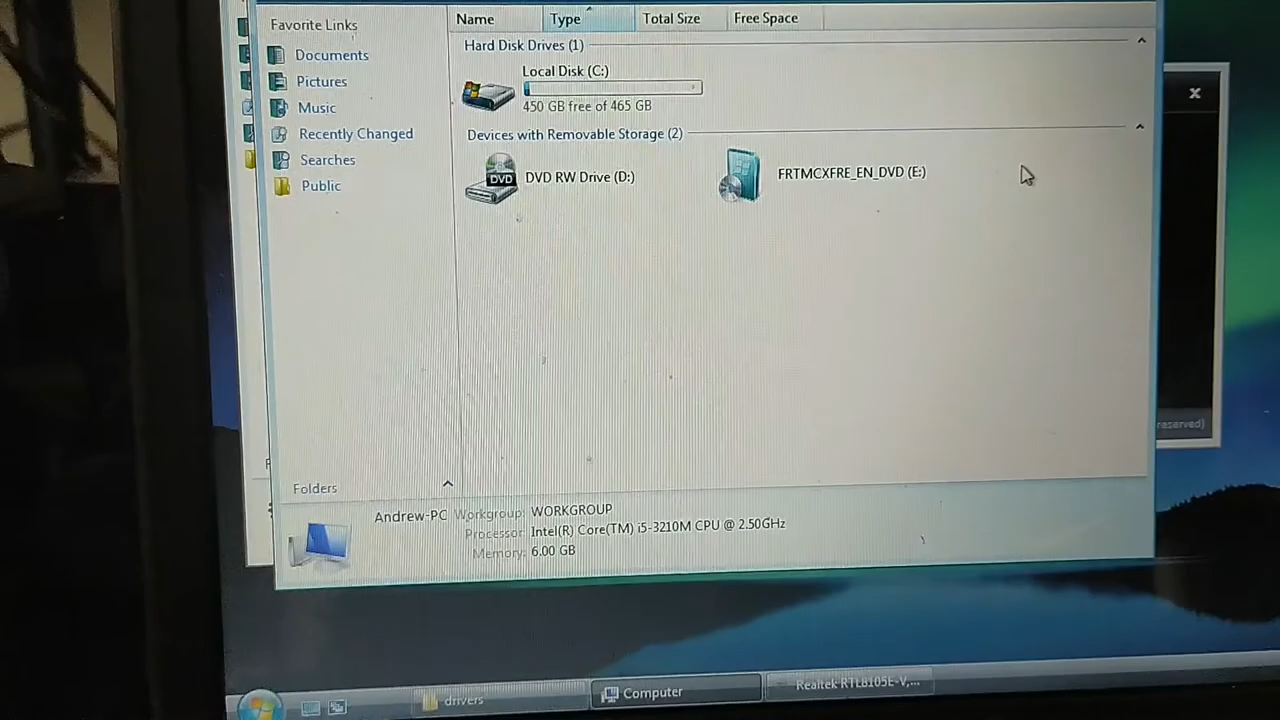 Favorite Links
Documents
Pictures
Music
Recently Changed
Searches
Public
Folders
Name Type Total Size Free Space
Hard Disk Drives (1)
Local Disk (C:)
450 GB free of 465 GB
Devices with Removable Storage (2)
DVD
DVD RW Drive (D:)
FRTMCXFRE_EN_DVD (E:)
reserved)
Andrew-PC Workgroup: WORKGROUP
Processor: Intel(R) Core(TM) i5-3210M CPU @ 2.50GHz
Memory: 6.00 GB
drivers
Computer
Realtek RTL8105E-V,...